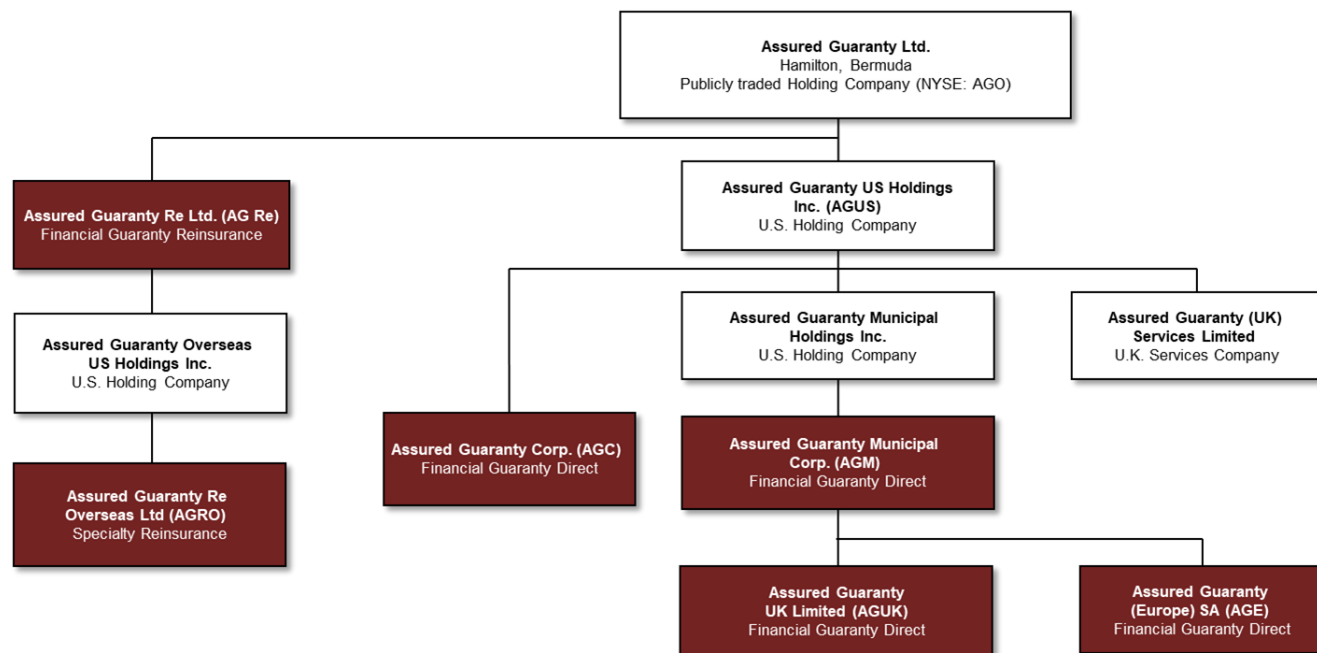 Assured Guaranty Ltd.
Hamilton, Bermuda
Publicly traded Holding Company (NYSE: AGO)
Assured Guaranty Re Ltd. (AG Re)
Financial Guaranty Reinsurance
Assured Guaranty US Holdings
Inc. (AGUS)
U.S. Holding Company
Assured Guaranty Overseas
US Holdings Inc.
U.S. Holding Company
Assured Guaranty Municipal
Holdings Inc.
U.S. Holding Company
Assured Guaranty (UK)
Services Limited
U.K. Services Company
Assured Guaranty Corp. (AGC)
Financial Guaranty Direct
Assured Guaranty Municipal
Corp. (AGM)
Financial Guaranty Direct
Assured Guaranty Re
Overseas Ltd (AGRO)
Specialty Reinsurance
Assured Guaranty
UK Limited (AGUK)
Financial Guaranty Direct
Assured Guaranty
(Europe) SA (AGE)
Financial Guaranty Direct